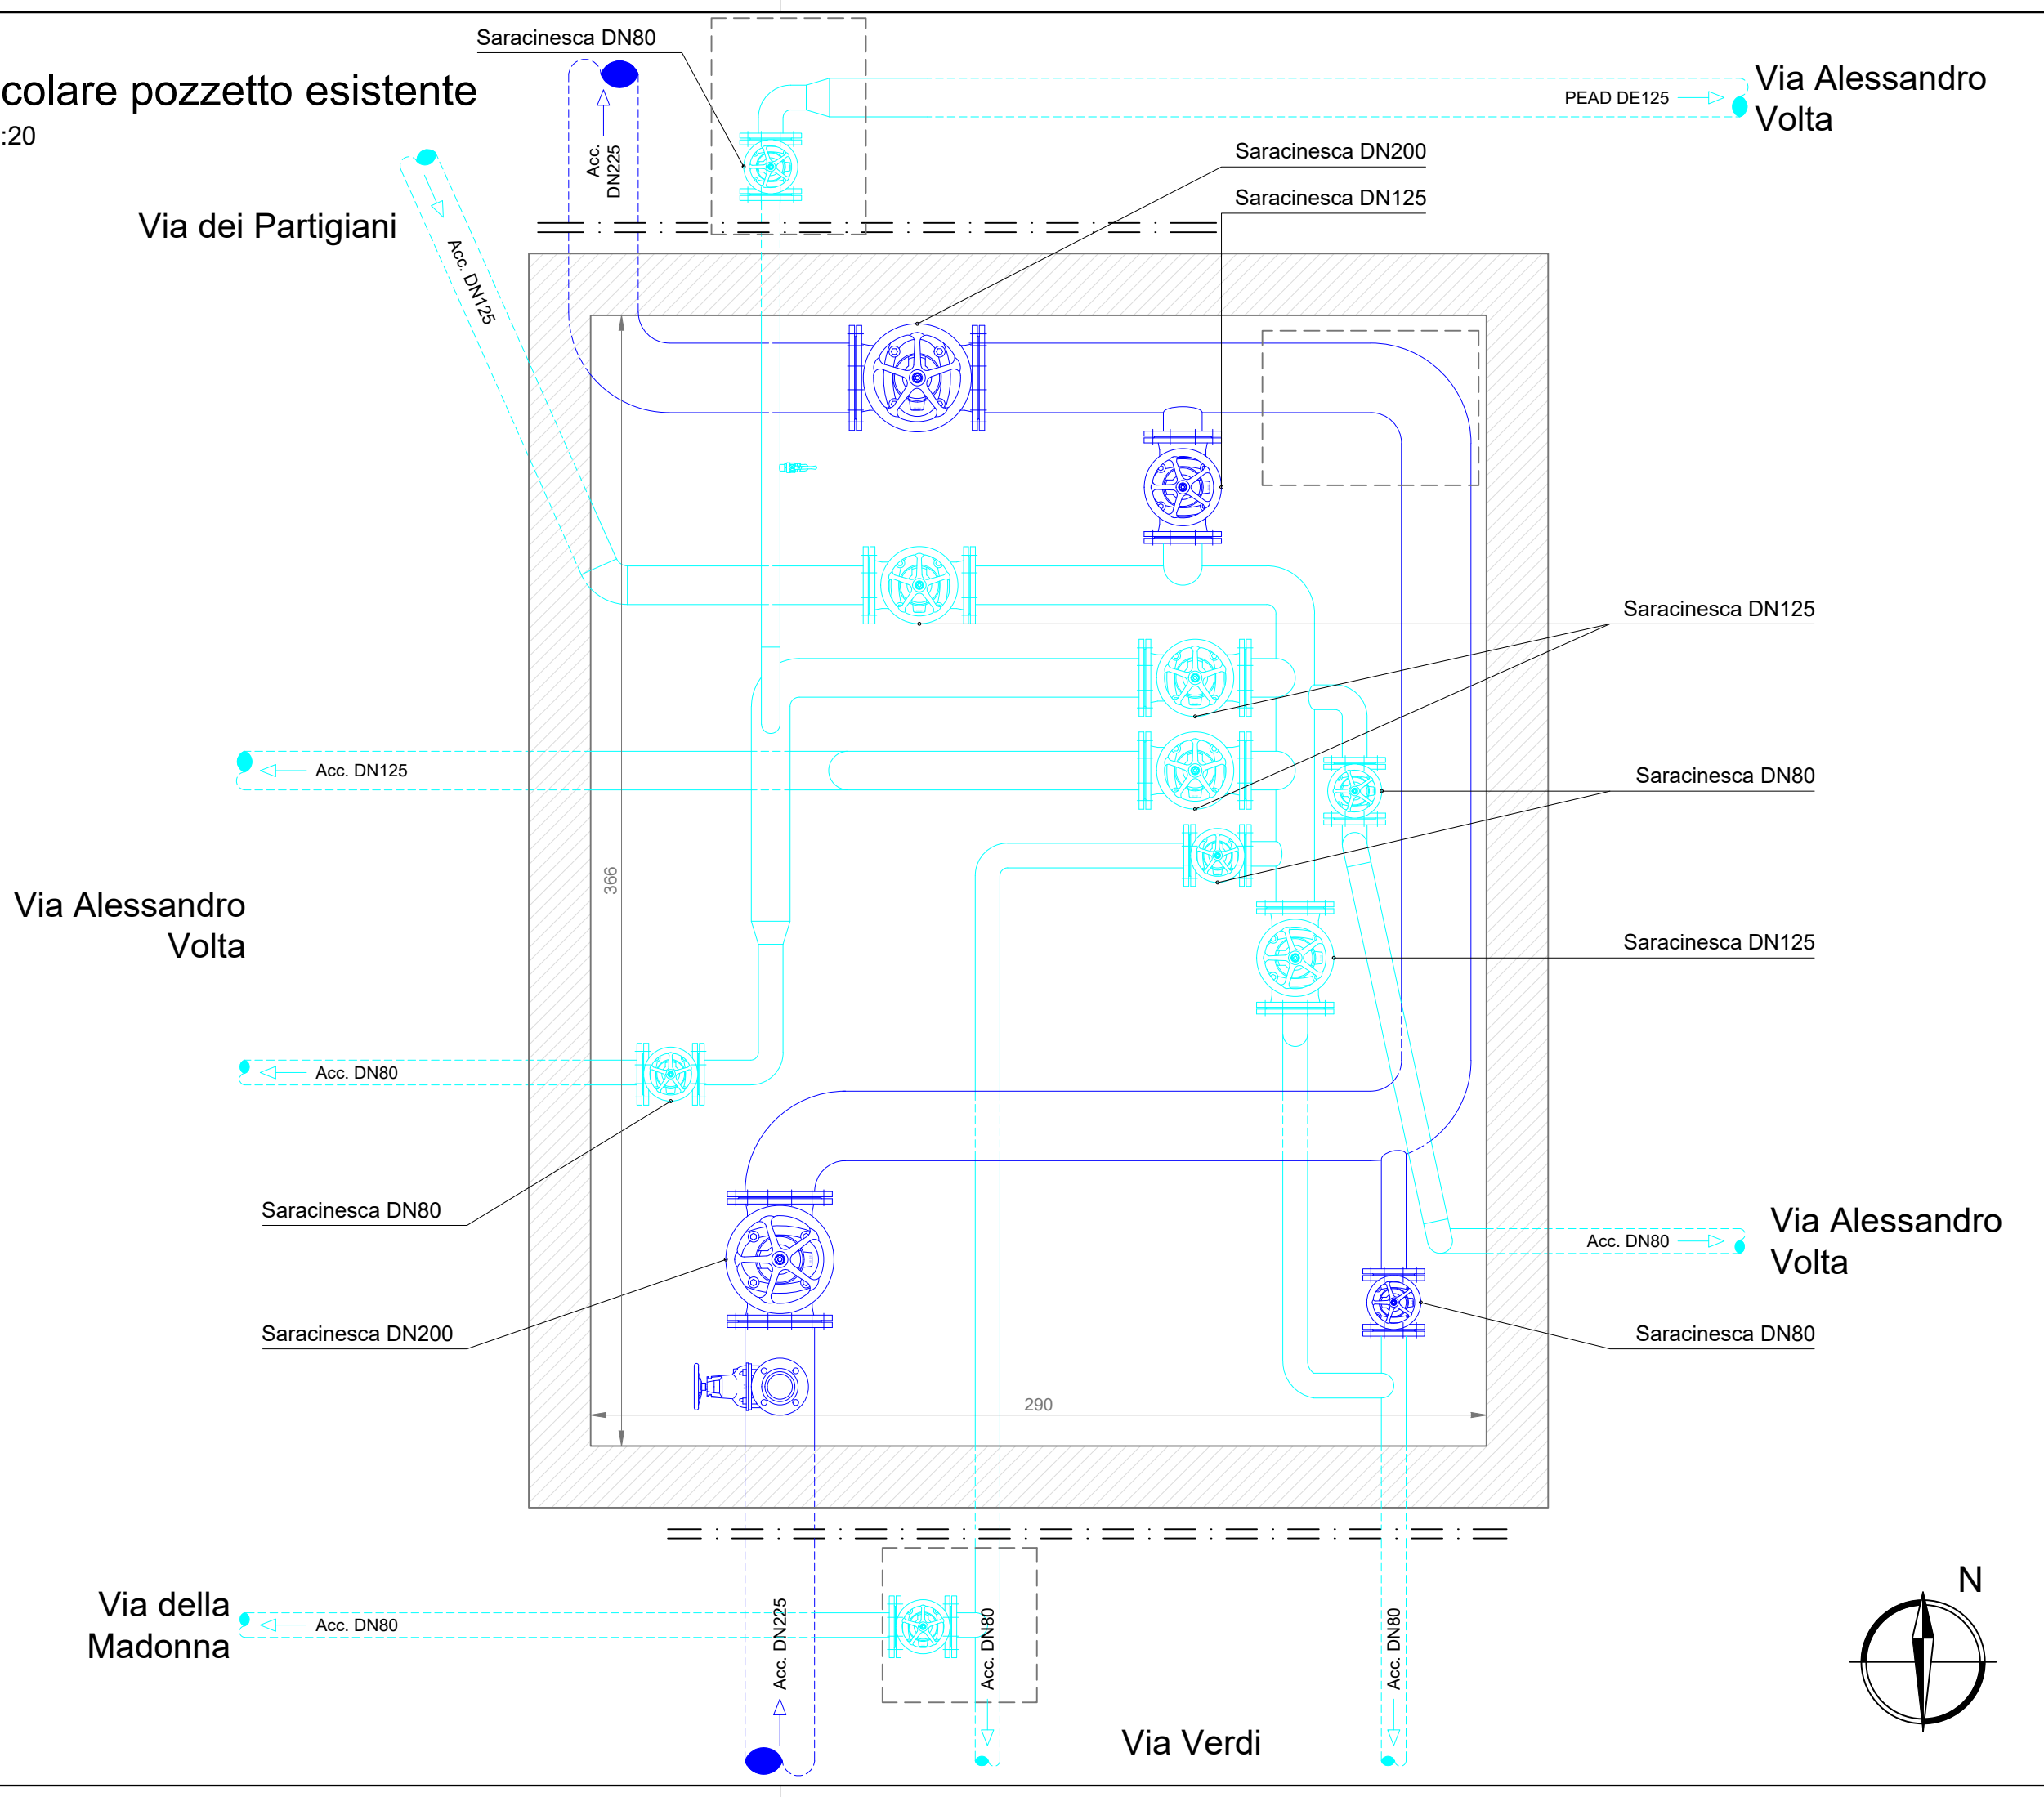 Saracinesca DN80
colare pozzetto esistente
:20
Acc.
DN225
PEAD DE125
Via Alessandro
Volta
Saracinesca DN200
Saracinesca DN125
Via dei Partigiani
Acc. DN125
Saracinesca DN125
Acc. DN125
Saracinesca DN80
366
Via Alessandro
Volta
Saracinesca DN125
Acc. DN80
Saracinesca DN80
Via Alessandro
Volta
Acc. DN80
Saracinesca DN200
Saracinesca DN80
290
Via della
Madonna
Acc. DN80
Acc. DN225
Acc. DN80
Acc. DN80
Via Verdi
N